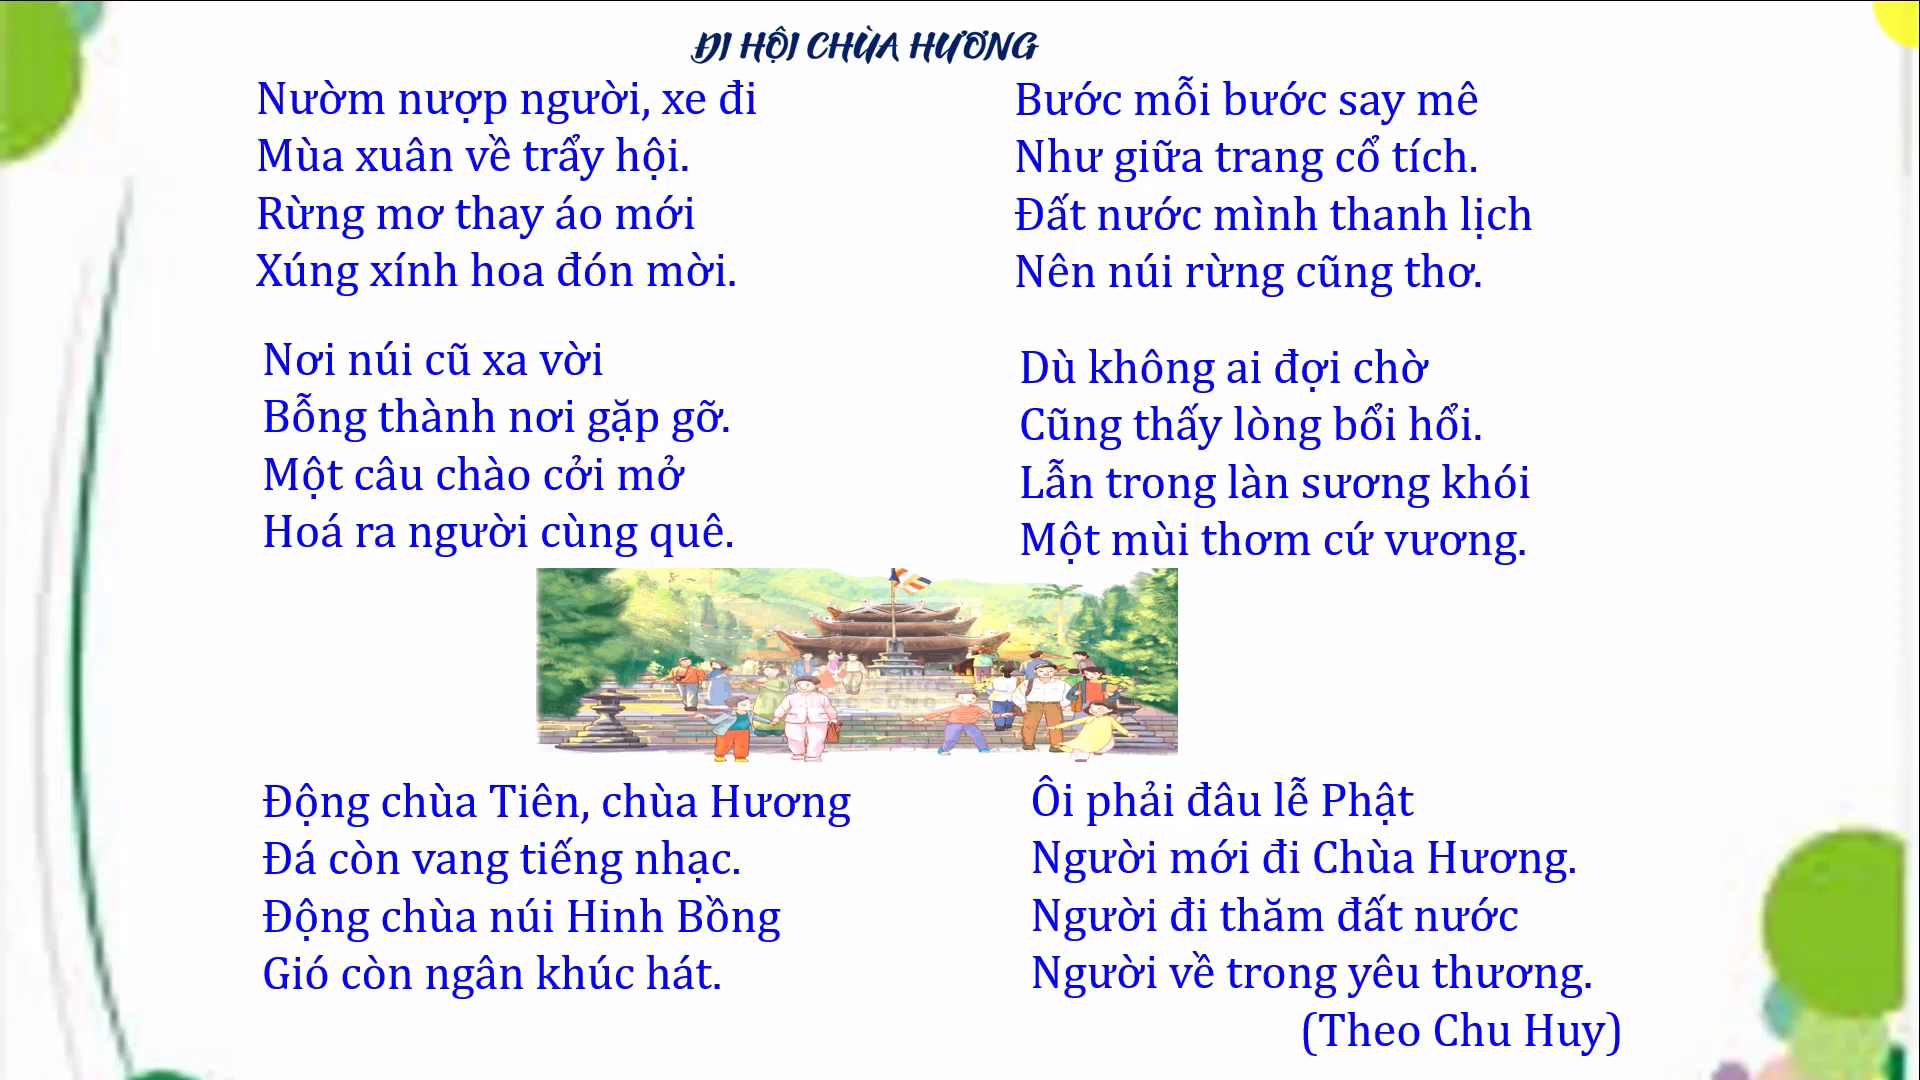 ĐI HỘI CHÙA HƯƠNG
Nườm nượp người, xe đi
Mùa xuân về trẩy hội.
Rừng mơ thay áo mới
Xúng xính hoa đón mời.
Nơi núi cũ xa vời
Bỗng thành nơi gặp gỡ.
Một câu chào cởi mở
Hoá ra người cùng quê.
Động chùa Tiên, chùa Hương
Đá còn vang tiếng nhạc.
Động chùa núi Hinh Bồng
Gió còn ngân khúc hát.
Bước mỗi bước say mê
Như giữa trang cổ tích.
Đất nước mình thanh lịch
Nên núi rừng cũng thơ.
Dù không ai đợi chờ
Cũng thấy lòng bổi hổi.
Lẫn trong làn sương khói
Một mùi thơm cứ vương.
Ôi phải đâu lễ Phật
Người mới đi Chùa Hương.
Người đi thăm đất nước
Người về trong yêu thương.
(Theo Chu Huy)